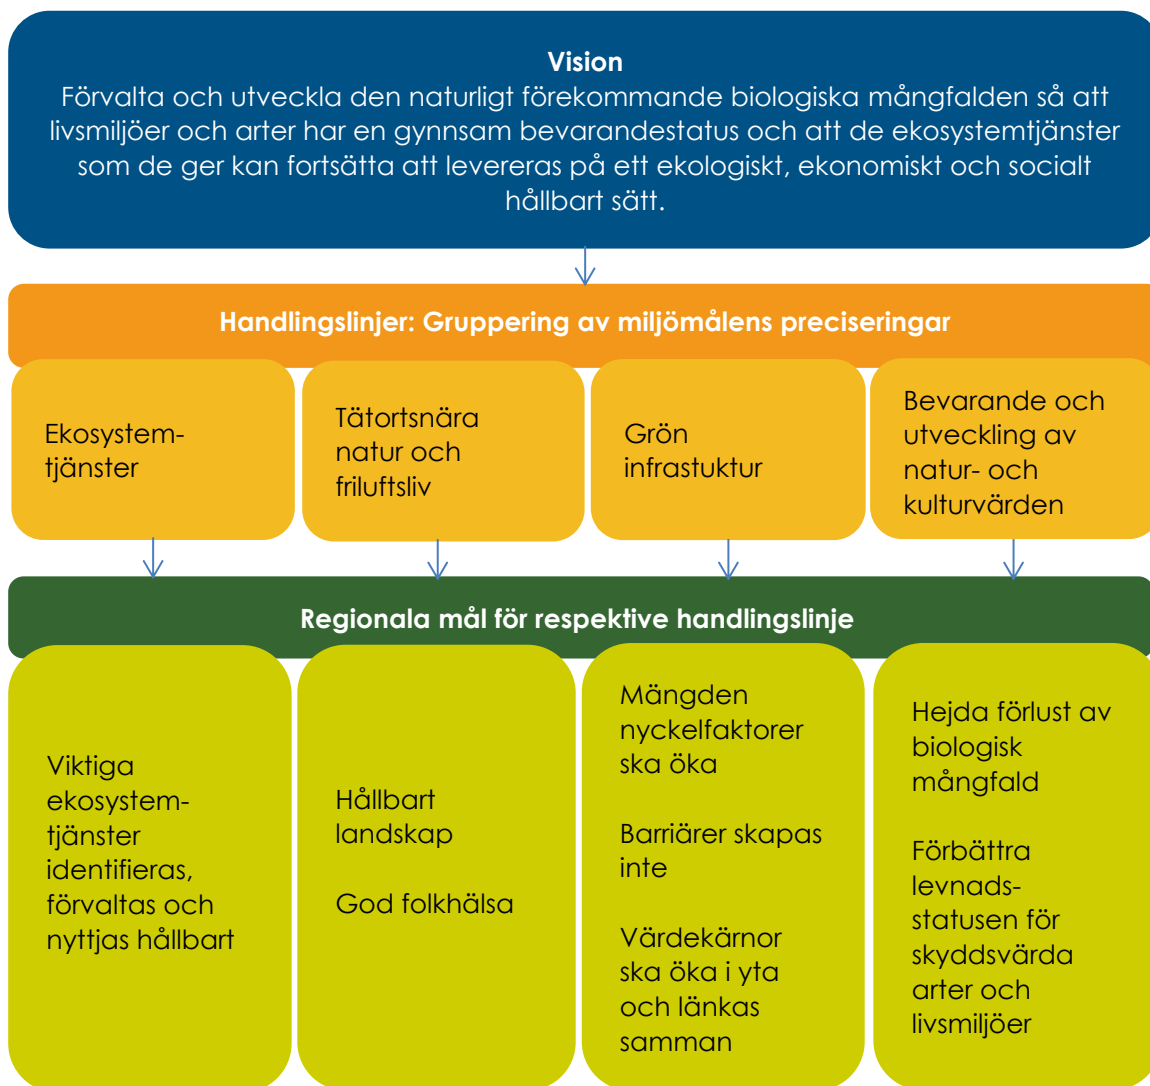 Vision
Förvalta och utveckla den naturligt förekommande biologiska mångfalden så att
livsmiljöer och arter har en gynnsam bevarandestatus och att de ekosystemtjänster
som de ger kan fortsätta att levereras på ett ekologiskt, ekonomiskt och socialt
hållbart sätt.
Handlingslinjer: Gruppering av miljömålens preciseringar
Ekosystem-
tjänster
Tätortsnära
natur och
friluftsliv
Grön
infrastuktur
Bevarande och
utveckling av
natur- och
kulturvärden
Regionala mål för respektive handlingslinje
Viktiga
ekosystem-
tjänster
identifieras,
förvaltas och
nyttjas hållbart
Hållbart
landskap
God folkhälsa
Mängden
nyckelfaktorer
ska öka
Barriärer skapas
inte
Värdekärnor
ska öka i yta
och länkas
samman
Hejda förlust av
biologisk
mångfald
Förbättra
levnads-
statusen för
skyddsvärda
arter och
livsmiljöer